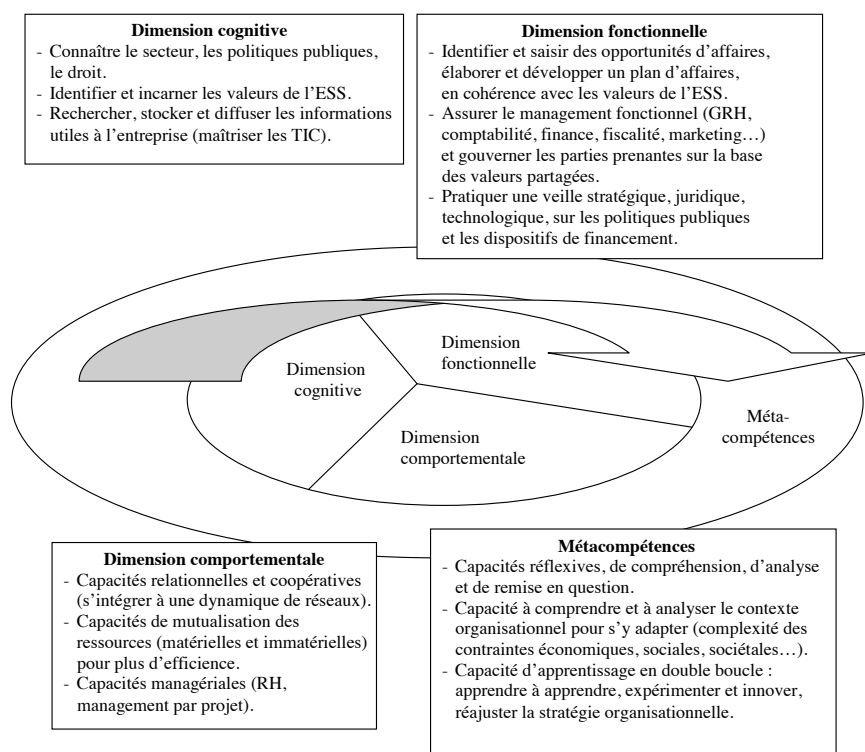 Dimension cognitive
- Connaître le secteur, les politiques publiques,
le droit.
- Identifier et incarner les valeurs de l’ESS.
- Rechercher, stocker et diffuser les informations
utiles à l’entreprise (maîtriser les TIC).
Dimension fonctionnelle
- Identifier et saisir des opportunités d’affaires,
élaborer et développer un plan d’affaires,
en cohérence avec les valeurs de l’ESS.
- Assurer le management fonctionnel (GRH,
comptabilité, finance, fiscalité, marketing…)
et gouverner les parties prenantes sur la base
des valeurs partagées.
- Pratiquer une veille stratégique, juridique,
technologique, sur les politiques publiques
et les dispositifs de financement.
Dimension
cognitive
Dimension
fonctionnelle
Dimension
comportementale
Méta-
compétences
Dimension comportementale
- Capacités relationnelles et coopératives
(s’intégrer à une dynamique de réseaux).
- Capacités de mutualisation des
ressources (matérielles et immatérielles)
pour plus d’efficience.
- Capacités managériales (RH,
management par projet).
Métacompétences
- Capacités réflexives, de compréhension, d’analyse
et de remise en question.
- Capacité à comprendre et à analyser le contexte
organisationnel pour s’y adapter (complexité des
contraintes économiques, sociales, sociétales…).
- Capacité d’apprentissage en double boucle :
apprendre à apprendre, expérimenter et innover,
réajuster la stratégie organisationnelle.